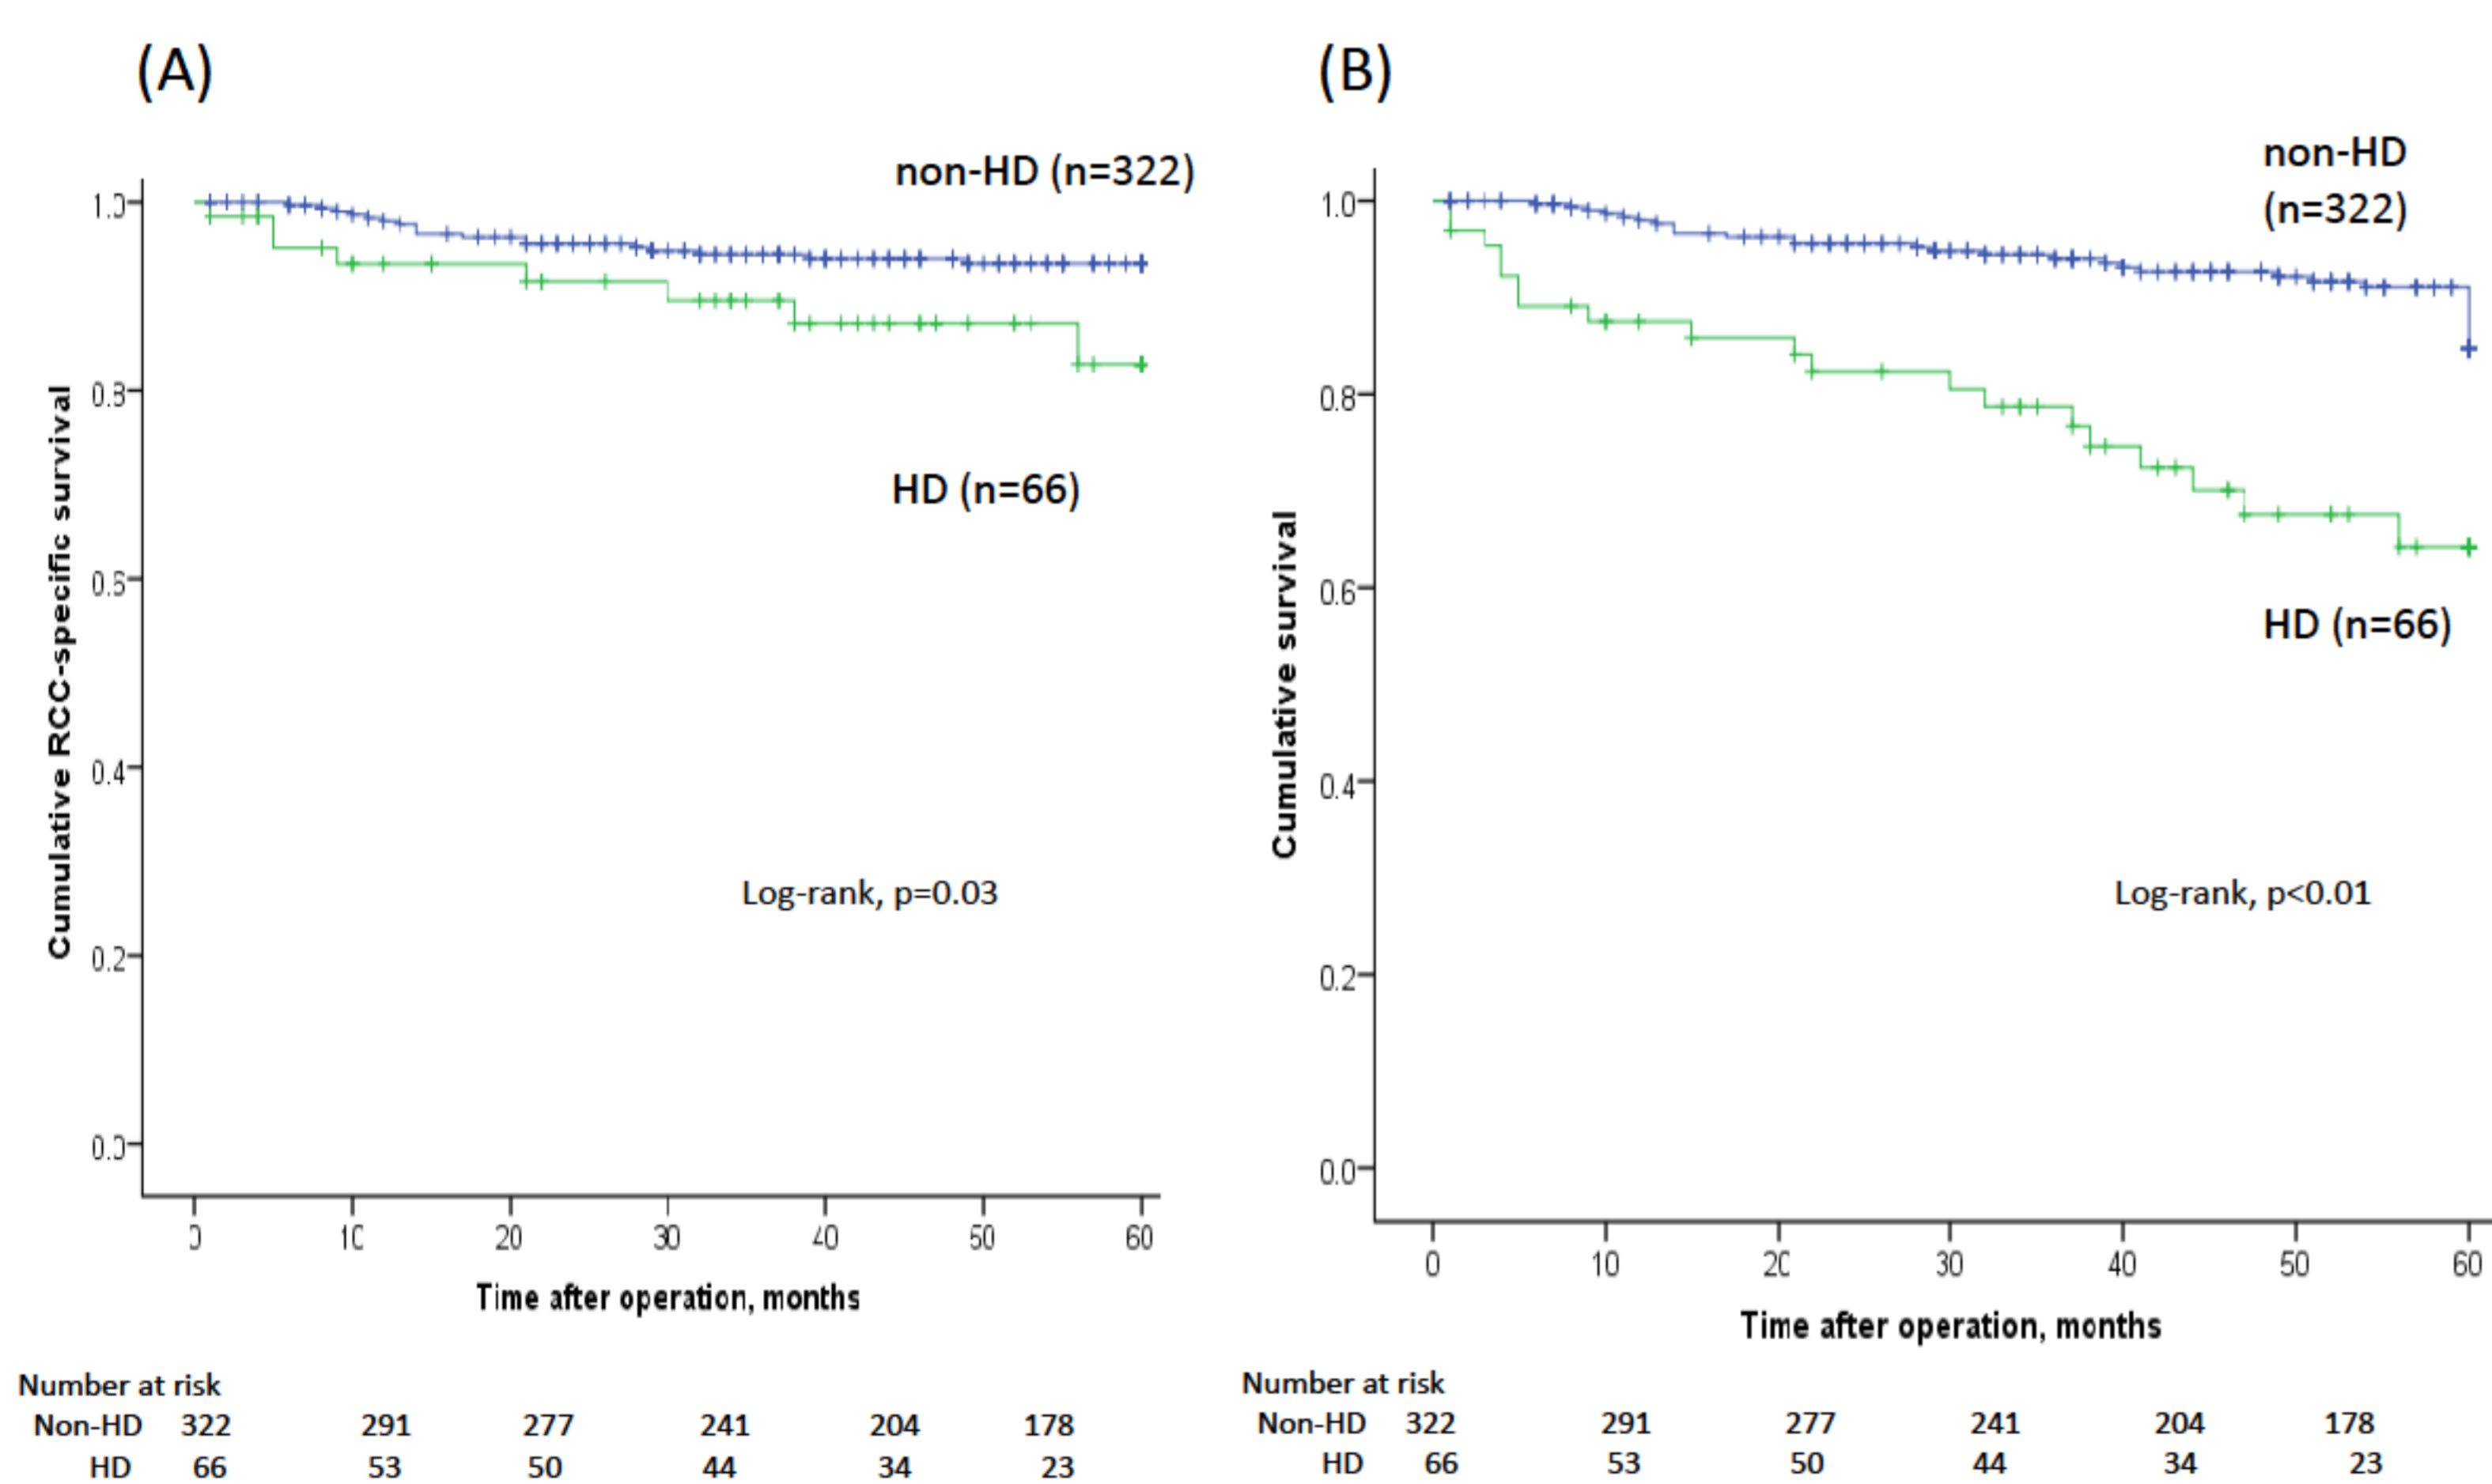 (A)
non-HD (n=322)
1.0
0.8
0.6
0.4
0.2
0.0
Cumulative RCC-specific survival
HD (n=66)
Log-rank, p=0.03
0 10 20 30 40 50 60
Time after operation, months
Number at risk
Non-HD 322 291 277 241 204 178
HD 66 53 50 44 34 23
(B)
non-HD
(n=322)
1.0
0.8
0.6
0.4
0.2
0.0
Cumulative survival
HD (n=66)
Log-rank, p<0.01
0 10 20 30 40 50 60
Time after operation, months
Number at risk
Non-HD 322 291 277 241 204 178
HD 66 53 50 44 34 23